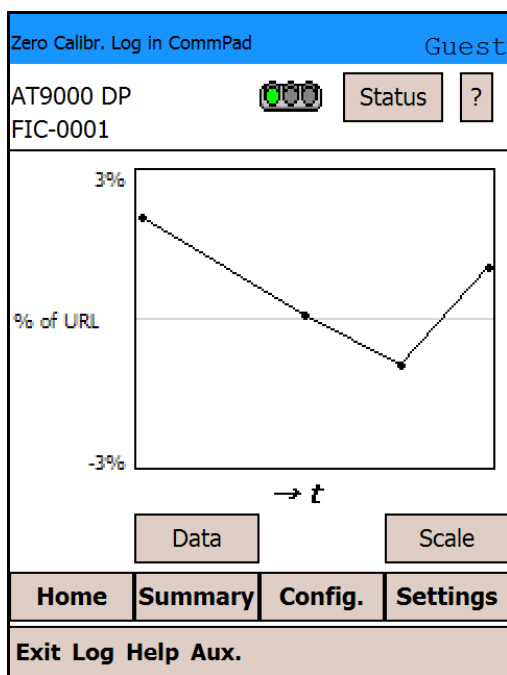 Zero Calibr. Log in CommPad Guest
AT9000 DP Status ?
FIC-0001
3%
% of URL
-3%
→ t
Data Scale
Home Summary Config. Settings
Exit Log Help Aux.